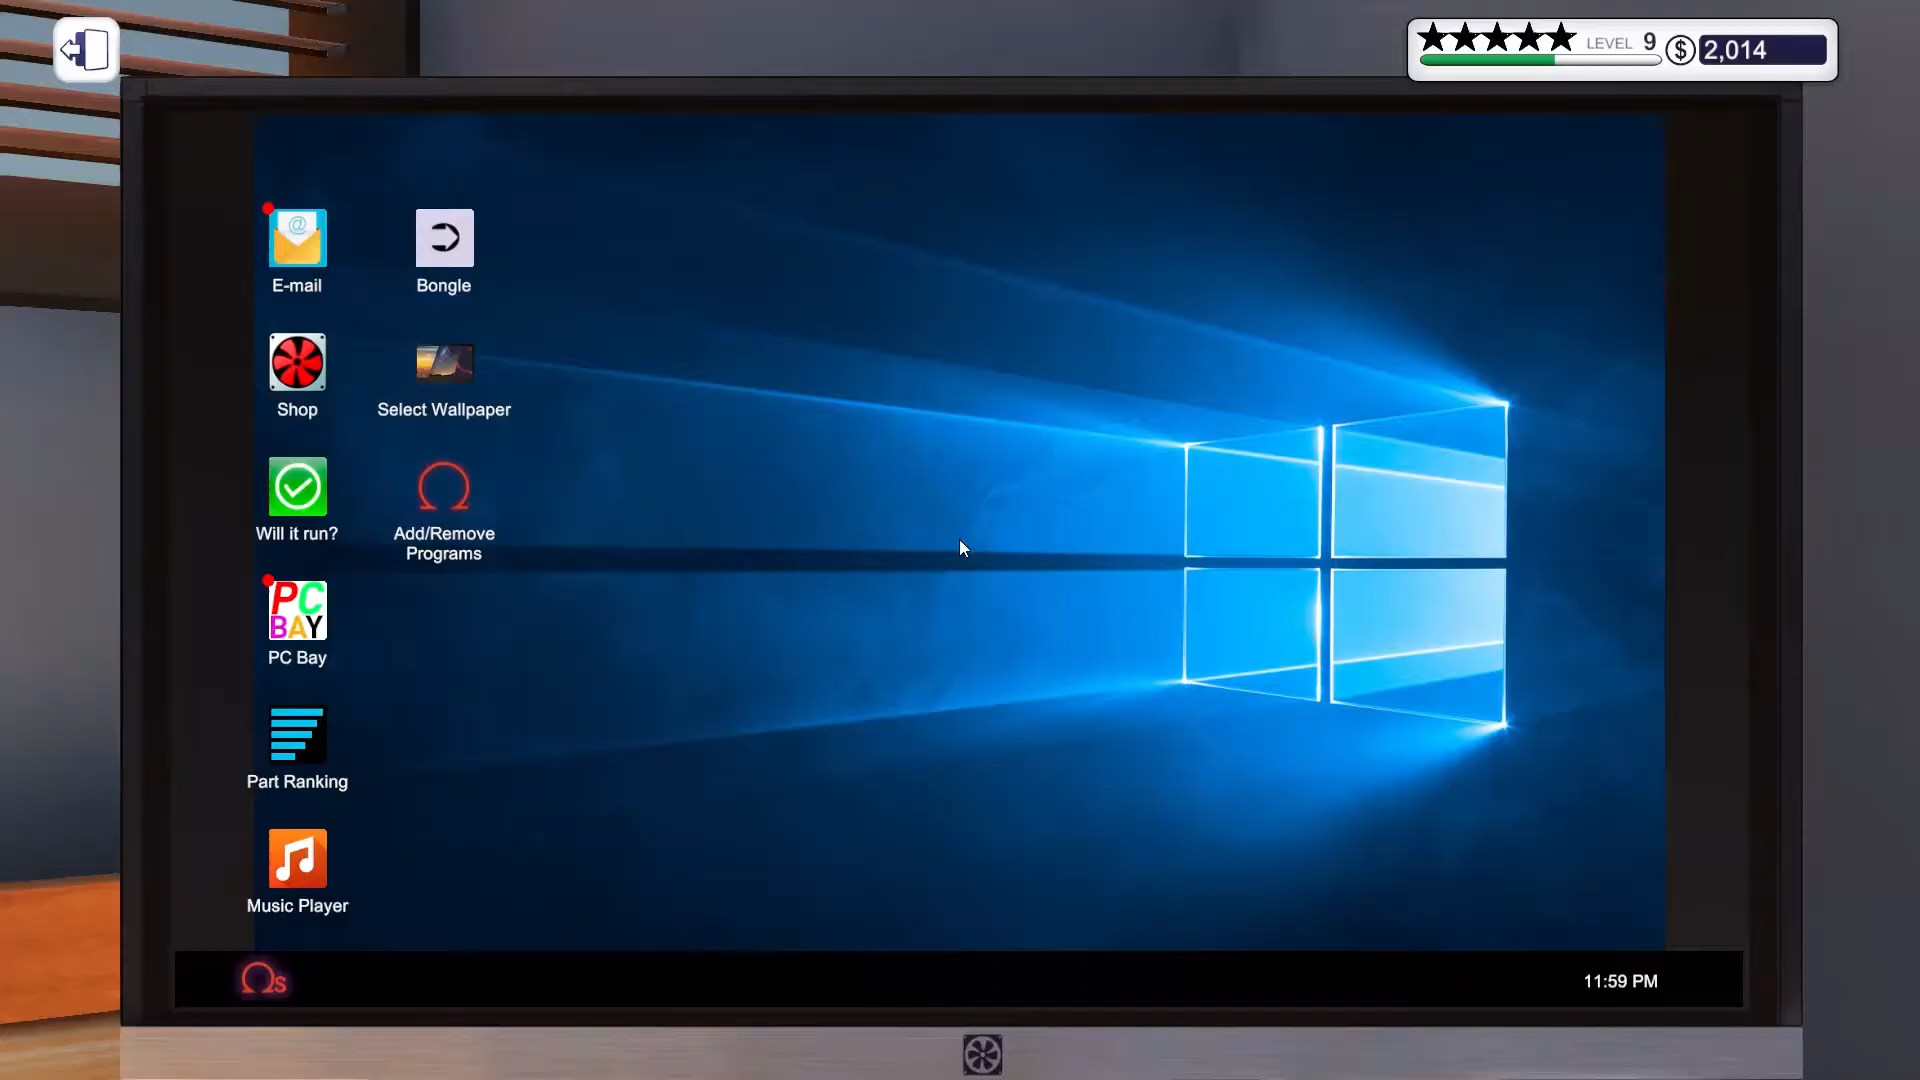 LEVEL 9
$ 2,014
@
E-mail
Bongle
Shop
Select Wallpaper
Will it run?
Add/Remove
Programs
PC
BAY
PC Bay
Part Ranking
Music Player
Ωs
11:59 PM